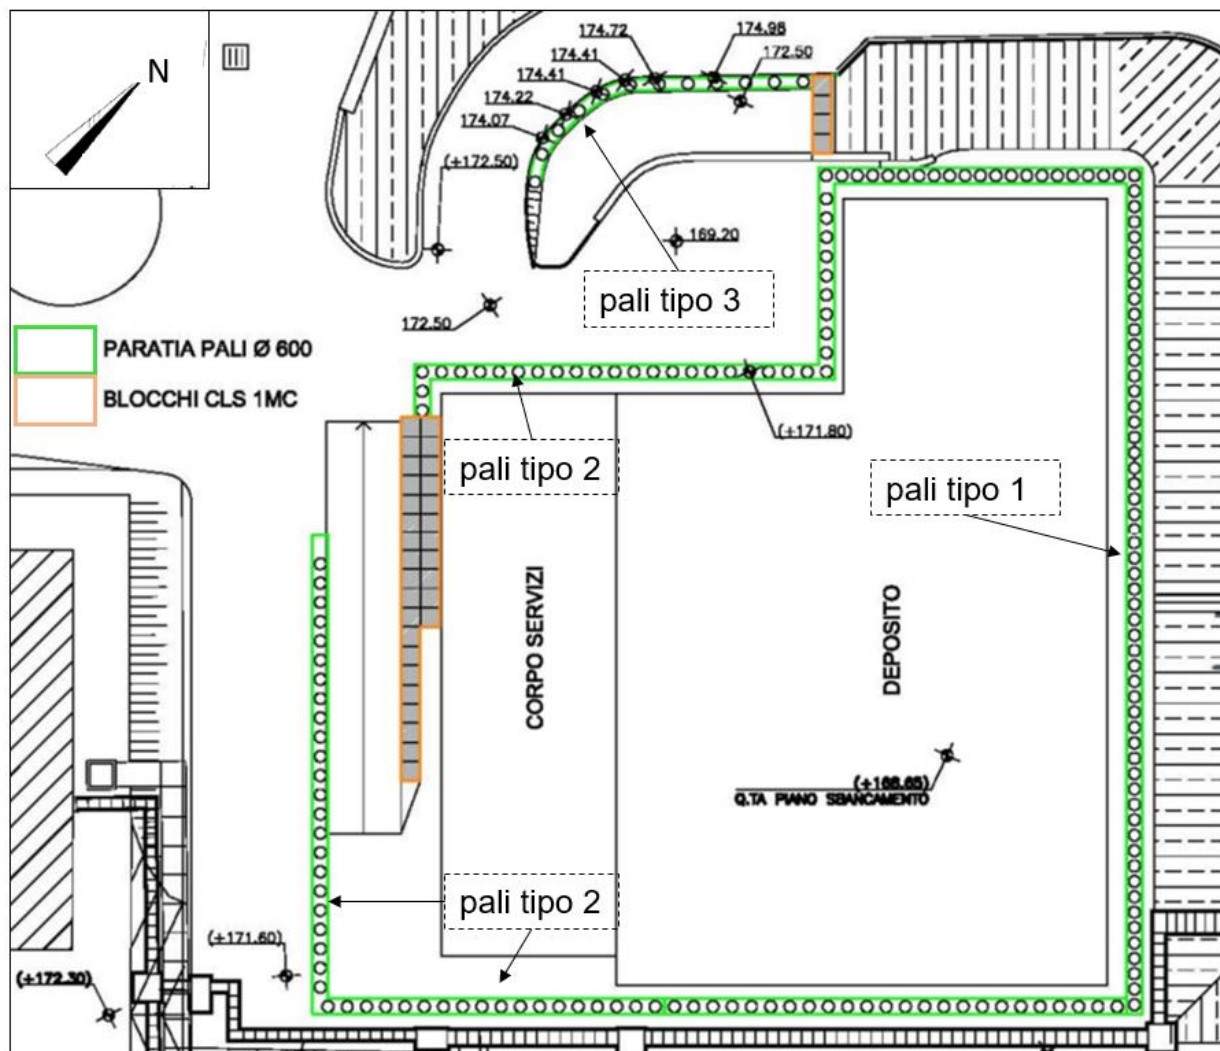 N
174.72
174.98
174.41
172.50
174.41
174.22
174.07
(+172.50)
169.20
pali tipo 3
172.50
PARATIA PALI Ø 600
BLOCCHI CLS 1MC
(+171.80)
pali tipo 2
pali tipo 1
CORPO SERVIZI
DEPOSITO
(+168.65)
Q.TA PIANO SBANCAMENTO
pali tipo 2
(+171.60)
(+172.30)